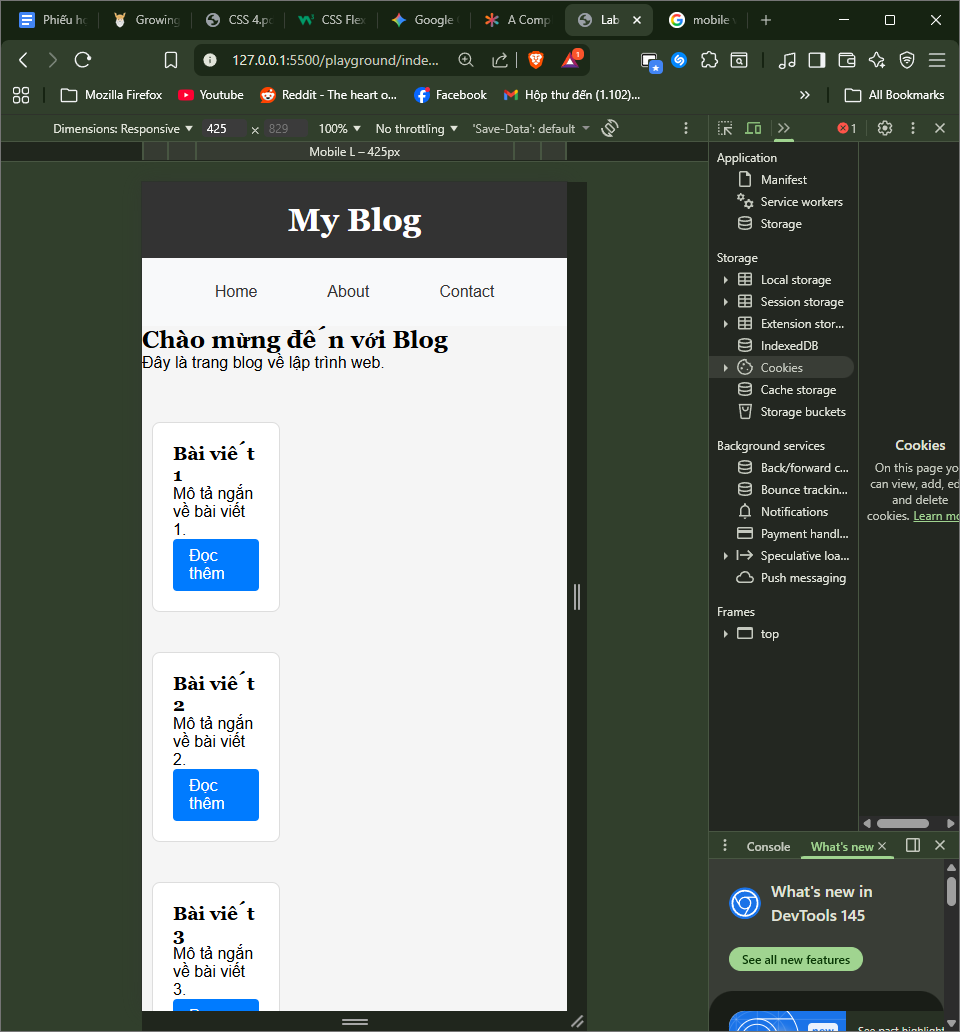 Phiếu h
Growing
CSS 4.p
CSS Flex
Google
A Comp
Lab
mobile
127.0.0.1:5500/playground/inde...
1
Mozilla Firefox
Youtube
Reddit - The heart o...
Facebook
Hộp thư đến (1.102)...
All Bookmarks
Dimensions: Responsive
425
×
829
100%
No throttling
'Save-Data': default
1
Mobile L – 425px
My Blog
Home
About
Contact
Chào mừng đến với Blog
Đây là trang blog về lập trình web.
Bài viết
1
Mô tả ngắn
về bài viết
1.
Đọc
thêm
Bài viết
2
Mô tả ngắn
về bài viết
2.
Đọc
thêm
Bài viết
3
Mô tả ngắn
về bài viết
3.
Application
Manifest
Service workers
Storage
Storage
Local storage
Session storage
Extension stor...
IndexedDB
Cookies
Cache storage
Storage buckets
Background services
Back/forward c...
Bounce trackin...
Notifications
Payment handl...
Speculative loa...
Push messaging
Frames
top
Cookies
On this page yo
can view, add, ed
and delete
cookies. Learn mo
Console
What's new
What's new in
DevTools 145
See all new features
new
See past highlight